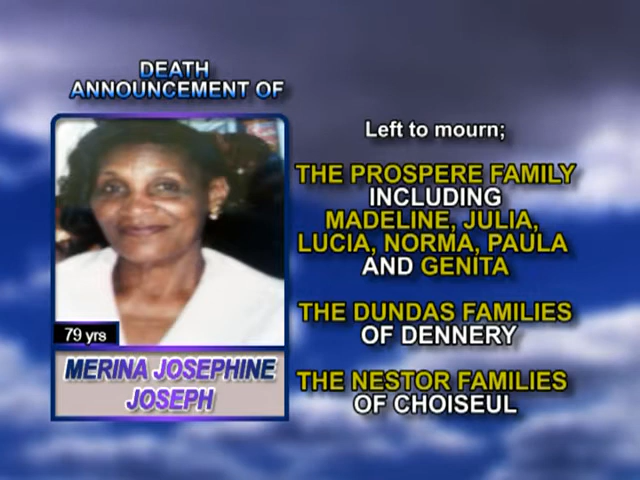 DEATH
ANNOUNCEMENT OF
79 yrs
MERINA JOSEPHINE
JOSEPH
Left to mourn;
THE PROSPERE FAMILY
INCLUDING
MADELINE, JULIA,
LUCIA, NORMA, PAULA
AND GENITA
THE DUNDAS FAMILIES
OF DENNERY
THE NESTOR FAMILIES
OF CHOISEUL